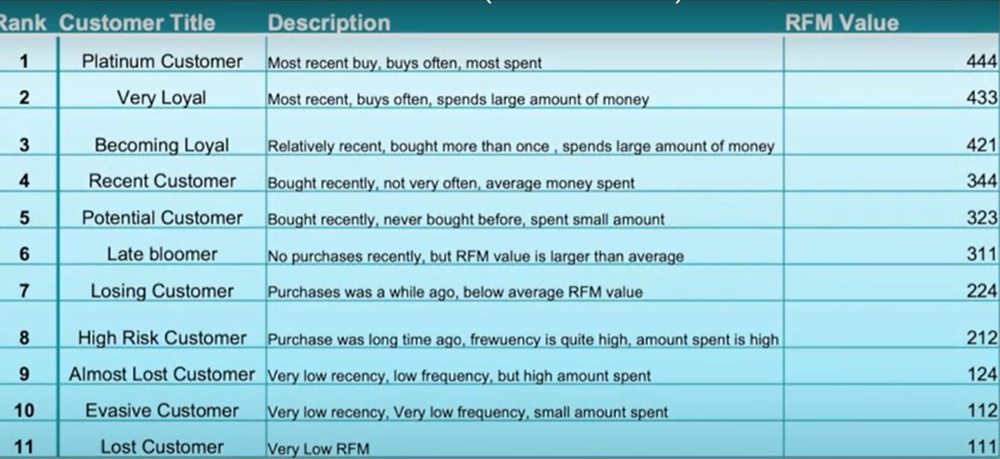 Rank Customer Title Description RFM Value
1 Platinum Customer Most recent buy, buys often, most spent 444
2 Very Loyal Most recent, buys often, spends large amount of money 433
3 Becoming Loyal Relatively recent, bought more than once , spends large amount of money 421
4 Recent Customer Bought recently, not very often, average money spent 344
5 Potential Customer Bought recently, never bought before, spent small amount 323
6 Late bloomer No purchases recently, but RFM value is larger than average 311
7 Losing Customer Purchases was a while ago, below average RFM value 224
8 High Risk Customer Purchase was long time ago, frewuency is quite high, amount spent is high 212
9 Almost Lost Customer Very low recency, low frequency, but high amount spent 124
10 Evasive Customer Very low recency, Very low frequency, small amount spent 112
11 Lost Customer Very Low RFM 111